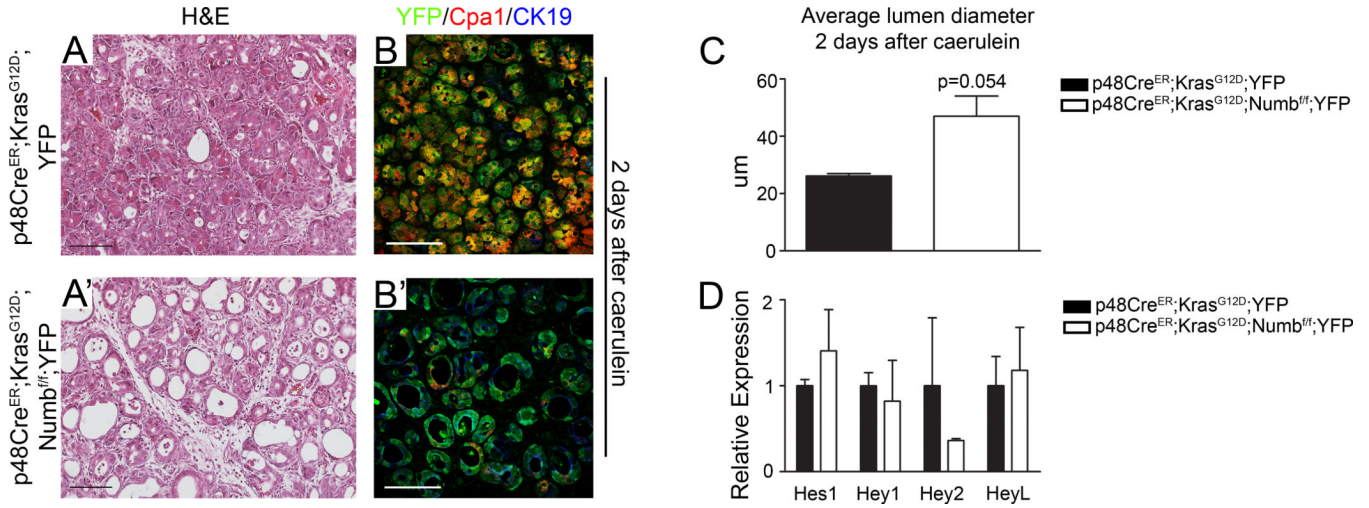 H&E
YFP/Cpa1/CK19
p48Creᴱᴿ;Krasᴳ¹²ᴰ;
YFP
A
B
p48Creᴱᴿ;Krasᴳ¹²ᴰ;
Numbᶠ/ᶠ;YFP
A'
B'
2 days after caerulein
C
Average lumen diameter
2 days after caerulein
um
60
40
20
0
p=0.054
p48Creᴱᴿ;Krasᴳ¹²ᴰ;YFP
p48Creᴱᴿ;Krasᴳ¹²ᴰ;Numbᶠ/ᶠ;YFP
D
Relative Expression
2
1
0
Hes1 Hey1 Hey2 HeyL
p48Creᴱᴿ;Krasᴳ¹²ᴰ;YFP
p48Creᴱᴿ;Krasᴳ¹²ᴰ;Numbᶠ/ᶠ;YFP